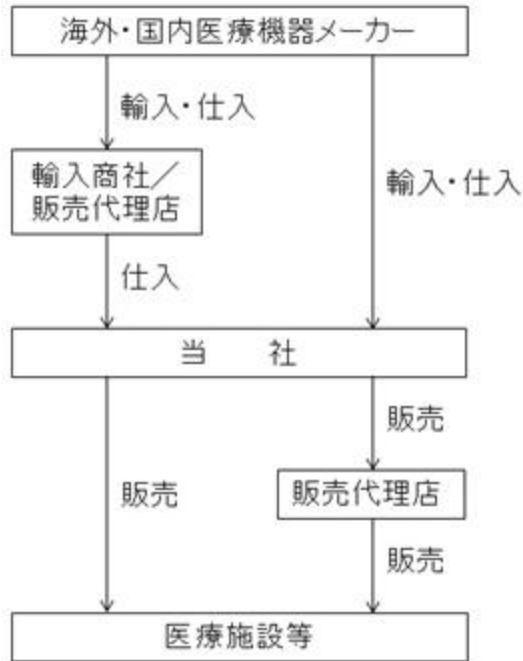 海外・国内医療機器メーカー
輸入・仕入
輸入商社／
販売代理店
輸入・仕入
仕入
当　　社
販売
販売
販売代理店
販売
医療施設等